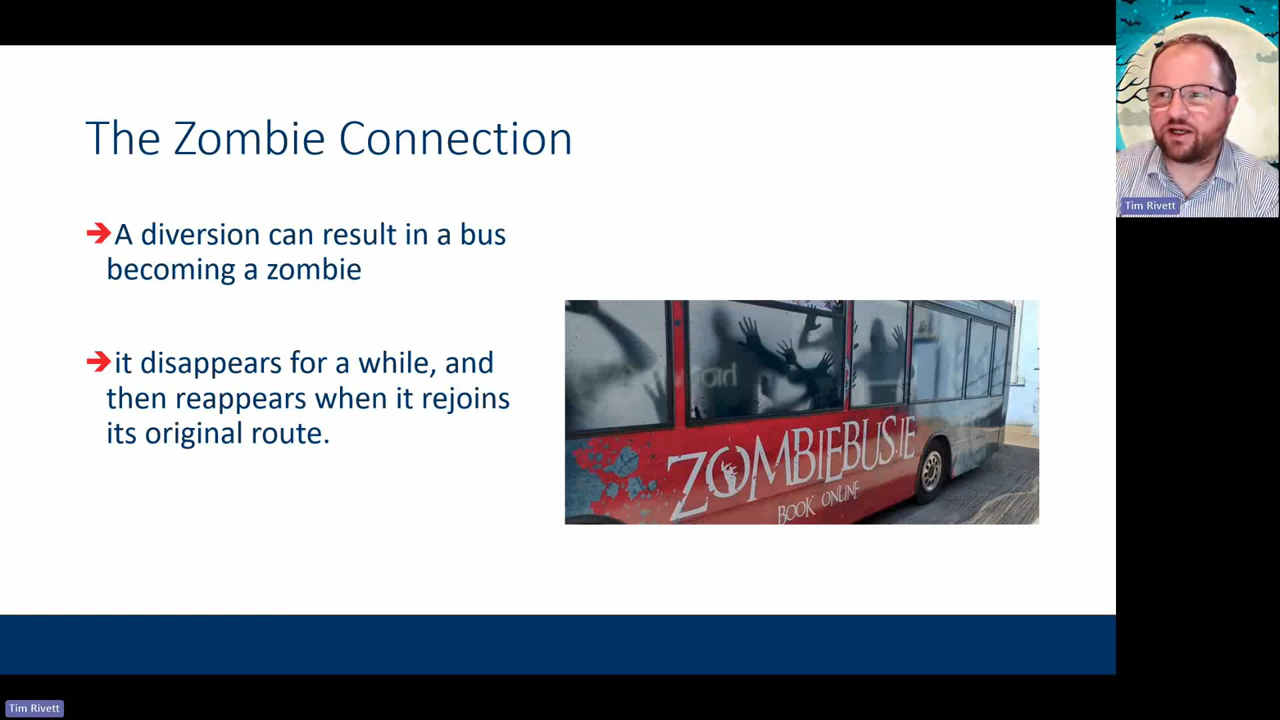 The Zombie Connection
➔A diversion can result in a bus
becoming a zombie
➔it disappears for a while, and
then reappears when it rejoins
its original route.
ZOMBIEBUS.IE
BOOK ONLINE
Tim Rivett
Tim Rivett